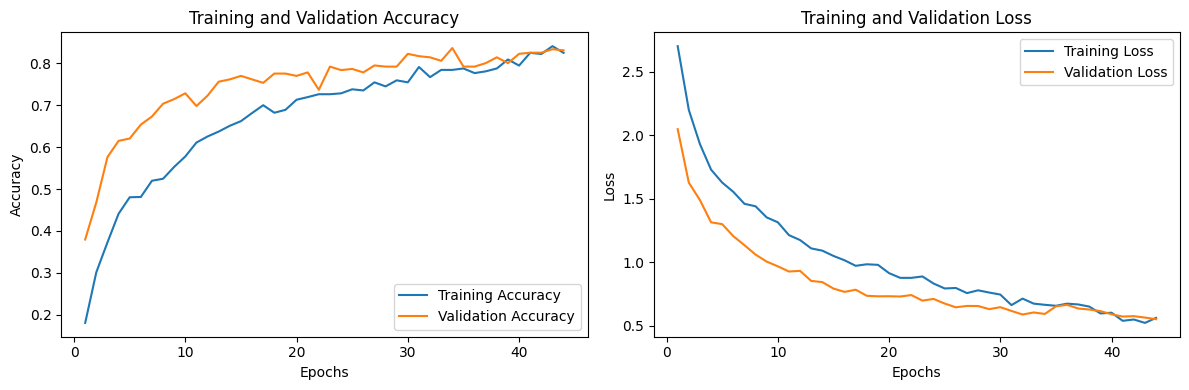 Training and Validation Accuracy
Accuracy
0.8
0.7
0.6
0.5
0.4
0.3
0.2
0
10
20
30
40
Epochs
Training Accuracy
Validation Accuracy
Training and Validation Loss
Loss
2.5
2.0
1.5
1.0
0.5
0
10
20
30
40
Epochs
Training Loss
Validation Loss